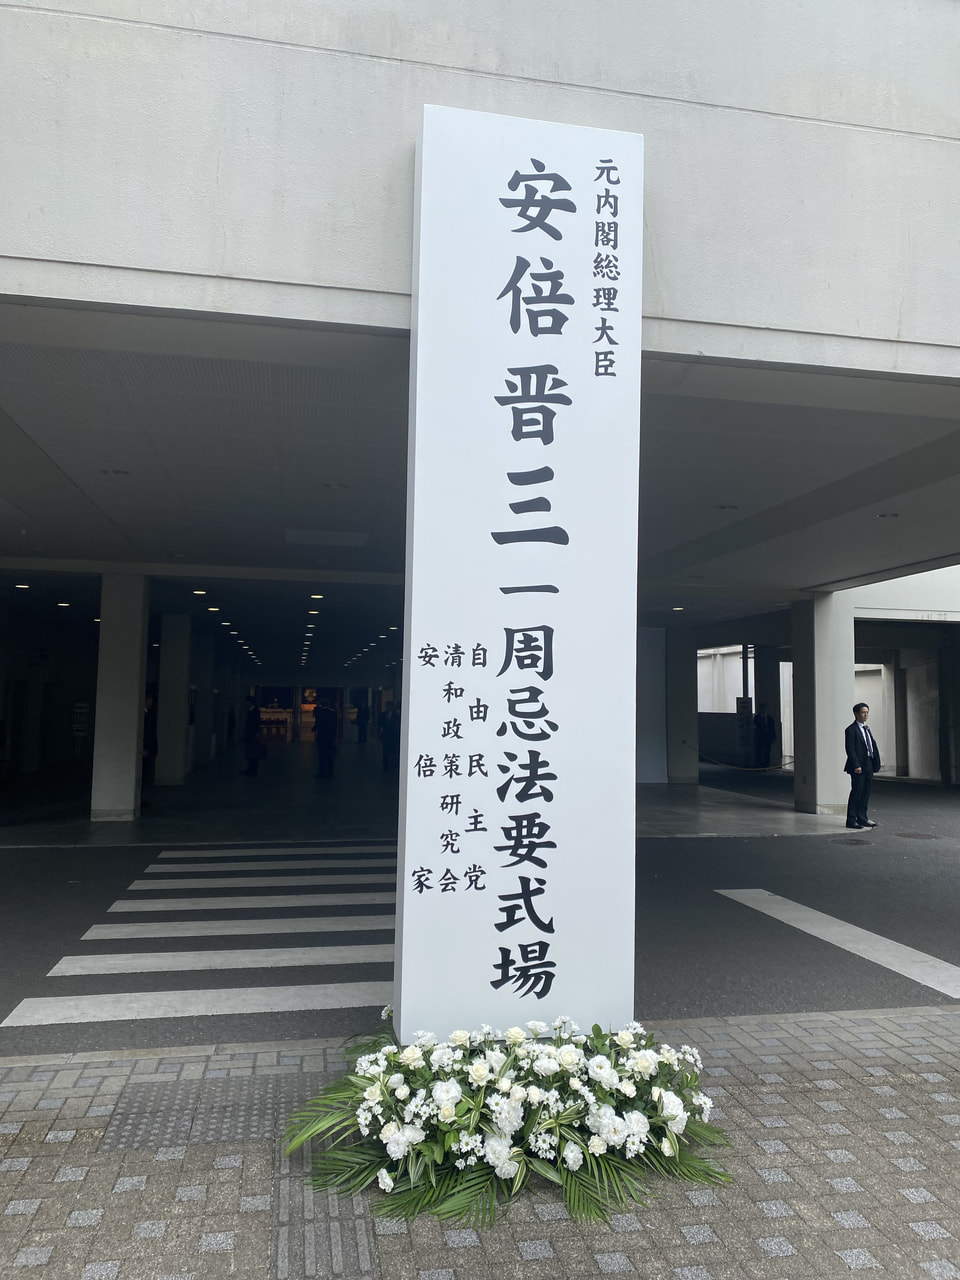 元内閣総理大臣
安倍晋三一周忌法要式場
自由民主党
清和政策研究会
安倍家